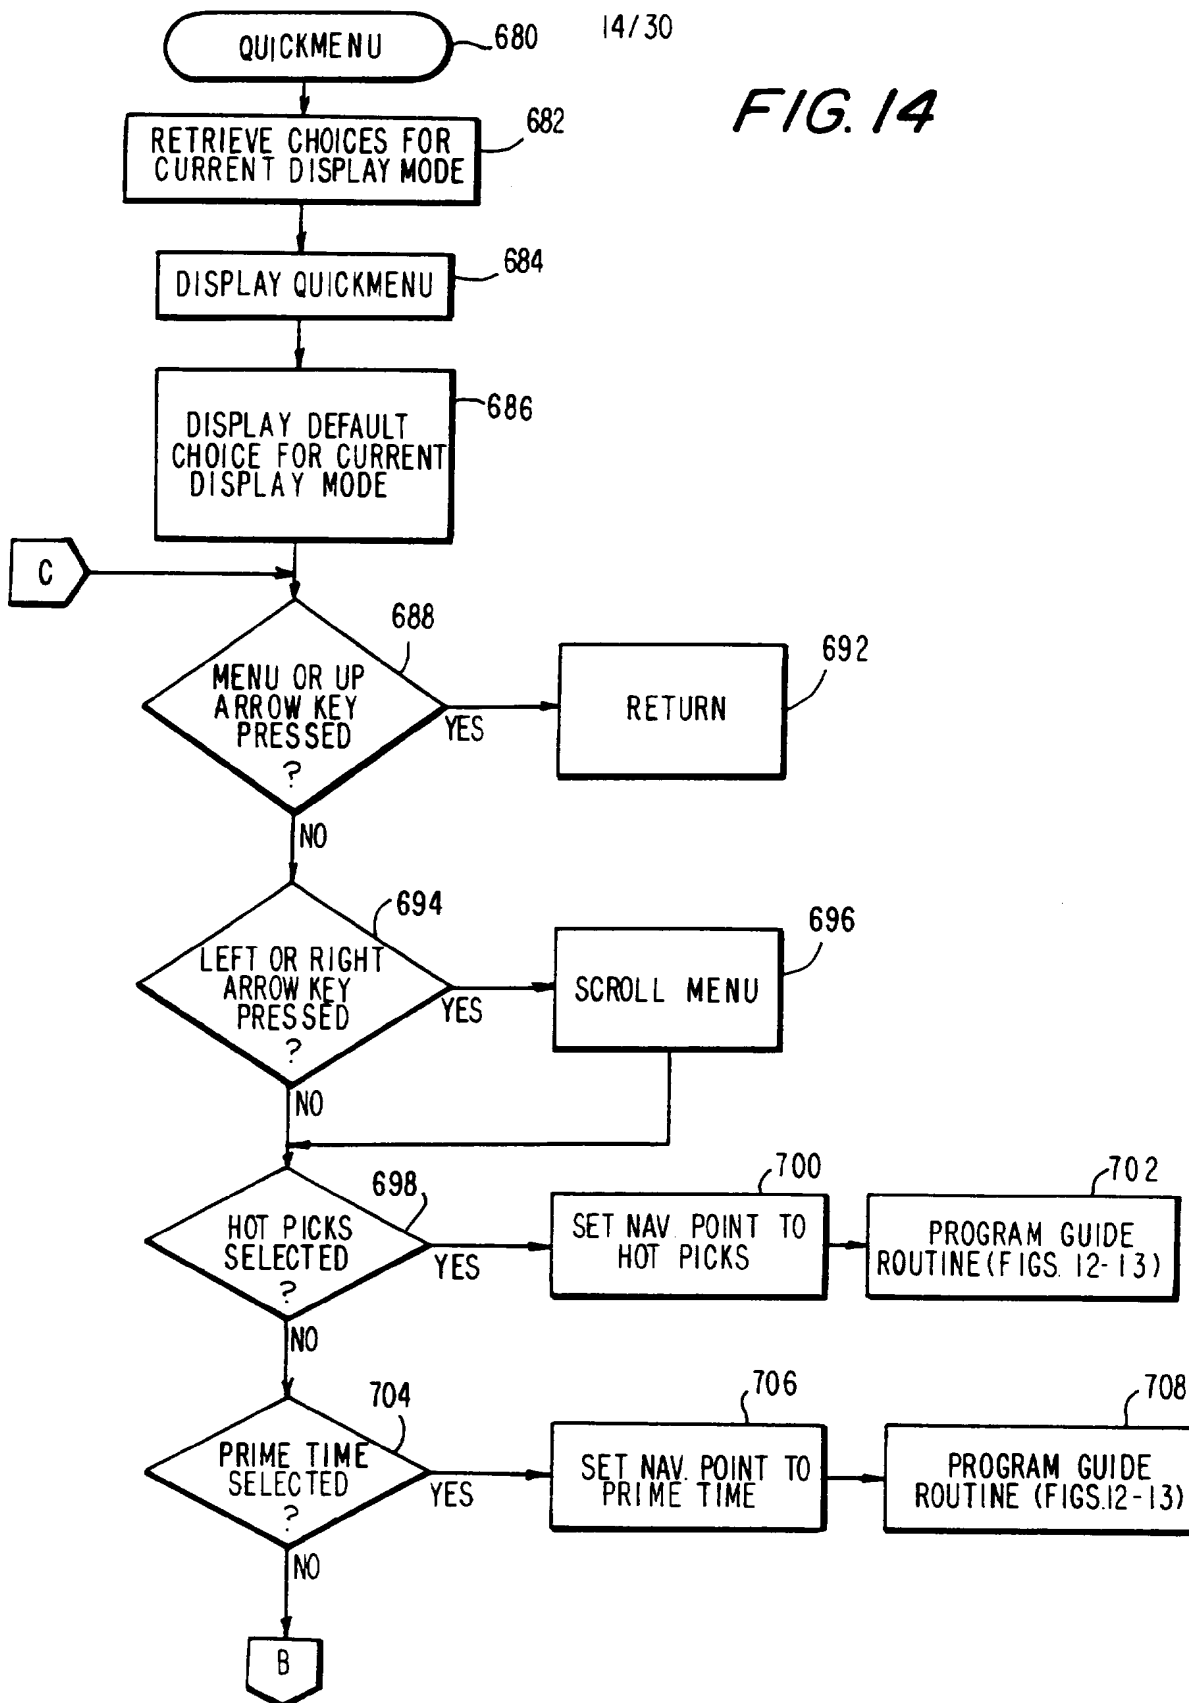 QUICKMENU
680
14/30
FIG. 14
682
RETRIEVE CHOICES FOR
CURRENT DISPLAY MODE
684
DISPLAY QUICKMENU
686
DISPLAY DEFAULT
CHOICE FOR CURRENT
DISPLAY MODE
C
688
MENU OR UP
ARROW KEY
PRESSED
?
YES
692
RETURN
NO
694
LEFT OR RIGHT
ARROW KEY
PRESSED
?
YES
696
SCROLL MENU
NO
698
HOT PICKS
SELECTED
?
YES
700
SET NAV. POINT TO
HOT PICKS
702
PROGRAM GUIDE
ROUTINE (FIGS. 12-13)
NO
704
PRIME TIME
SELECTED
?
YES
706
SET NAV. POINT TO
PRIME TIME
708
PROGRAM GUIDE
ROUTINE (FIGS.12-13)
NO
B